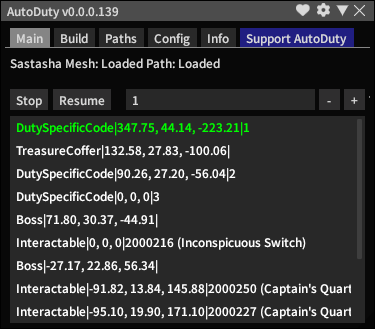 AutoDuty v0.0.0.139
Main Build Paths Config Info Support AutoDuty
Sastasha Mesh: Loaded Path: Loaded
Stop Resume 1 - +
DutySpecificCode|347.75, 44.14, -223.21|1
TreasureCoffer|132.58, 27.83, -100.06|
DutySpecificCode|90.26, 27.20, -56.04|2
DutySpecificCode|0, 0, 0|3
Boss|71.80, 30.37, -44.91|
Interactable|0, 0, 0|2000216 (Inconspicuous Switch)
Boss|-27.17, 22.86, 56.34|
Interactable|-91.82, 13.84, 145.88|2000250 (Captain's Quart
Interactable|-95.10, 19.90, 171.10|2000227 (Captain's Quart